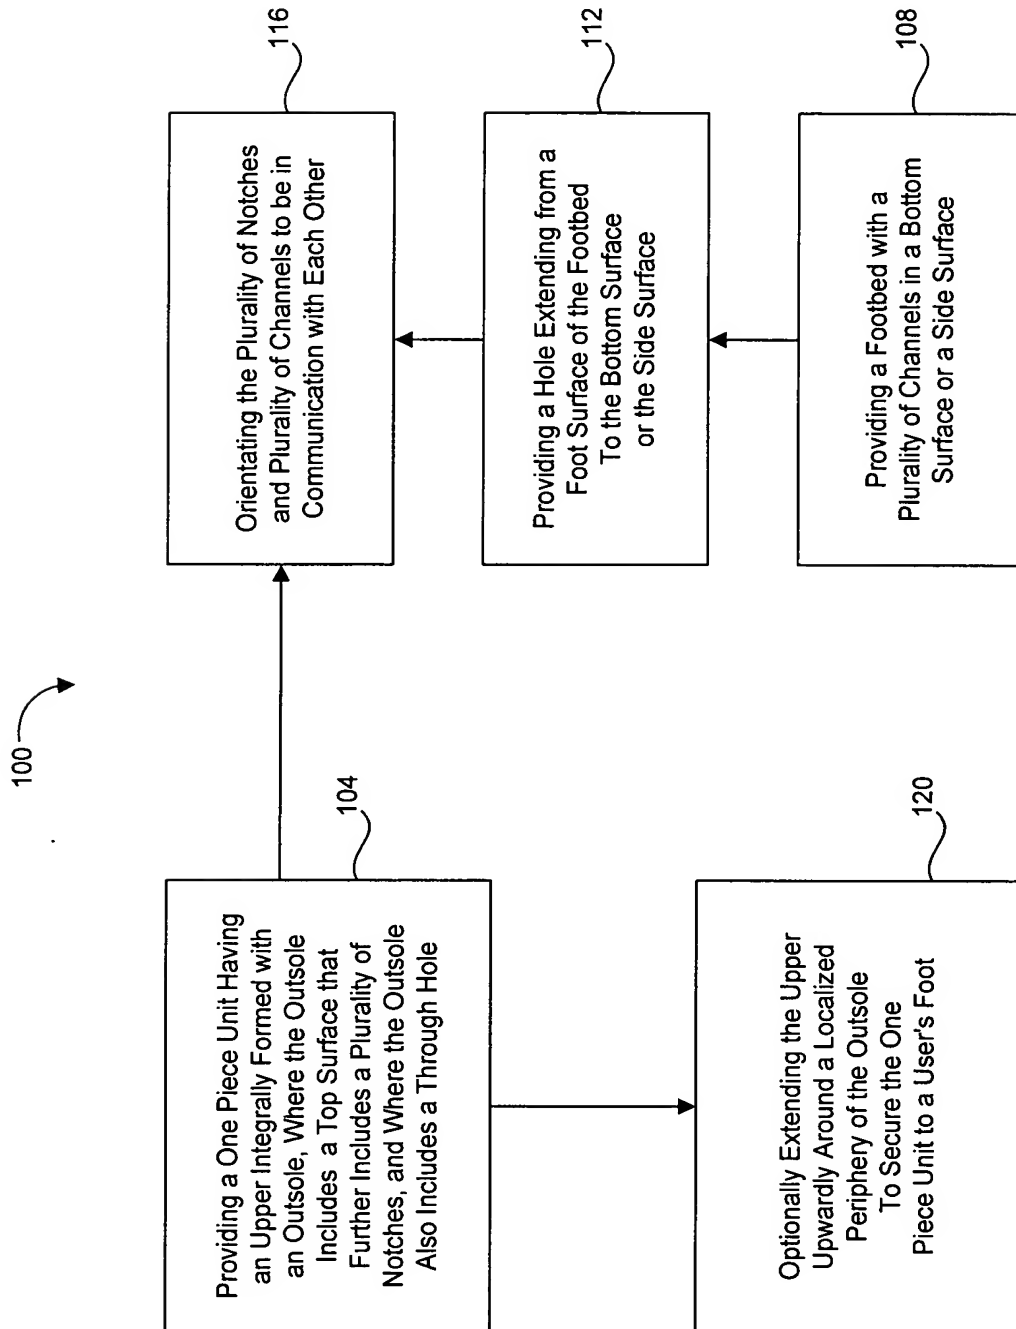 100
116
Orientating the Plurality of Notches
and Plurality of Channels to be in
Communication with Each Other
112
Providing a Hole Extending from a
Foot Surface of the Footbed
To the Bottom Surface
or the Side Surface
108
Providing a Footbed with a
Plurality of Channels in a Bottom
Surface or a Side Surface
104
Providing a One Piece Unit Having
an Upper Integrally Formed with
an Outsole, Where the Outsole
Includes a Top Surface that
Further Includes a Plurality of
Notches, and Where the Outsole
Also Includes a Through Hole
120
Optionally Extending the Upper
Upwardly Around a Localized
Periphery of the Outsole
To Secure the One
Piece Unit to a User's Foot